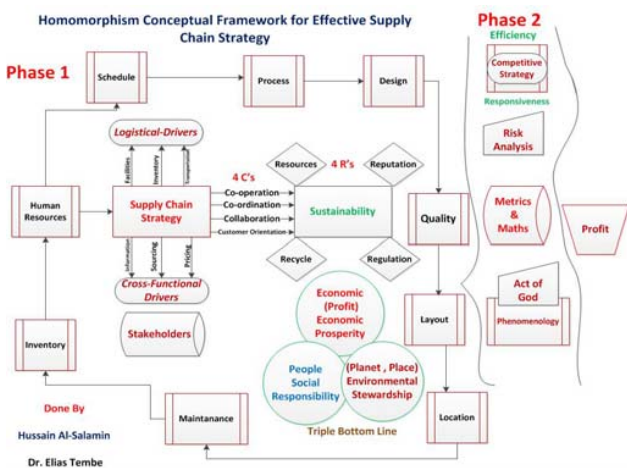 Homomorphism Conceptual Framework for Effective Supply
Chain Strategy
Phase 1
Phase 2
Schedule
Process
Design
Efficiency
Competitive
Strategy
Responsiveness
Risk
Analysis
Logistical-Drivers
Facilities
Inventory
Transportation
4 C's
Resources
4 R's
Reputation
Human
Resources
Supply Chain
Strategy
Co-operation
Co-ordination
Collaboration
Customer Orientation
Sustainability
Quality
Metrics
&
Maths
Profit
Information
Sourcing
Pricing
Recycle
Regulation
Cross-Functional
Drivers
Stakeholders
Economic
(Profit)
Economic
Prosperity
Layout
Act of
God
Phenomenology
Inventory
People
Social
Responsibility
(Planet , Place)
Environmental
Stewardship
Maintanance
Location
Triple Bottom Line
Done By
Hussain Al-Salamin
Dr. Elias Tembe